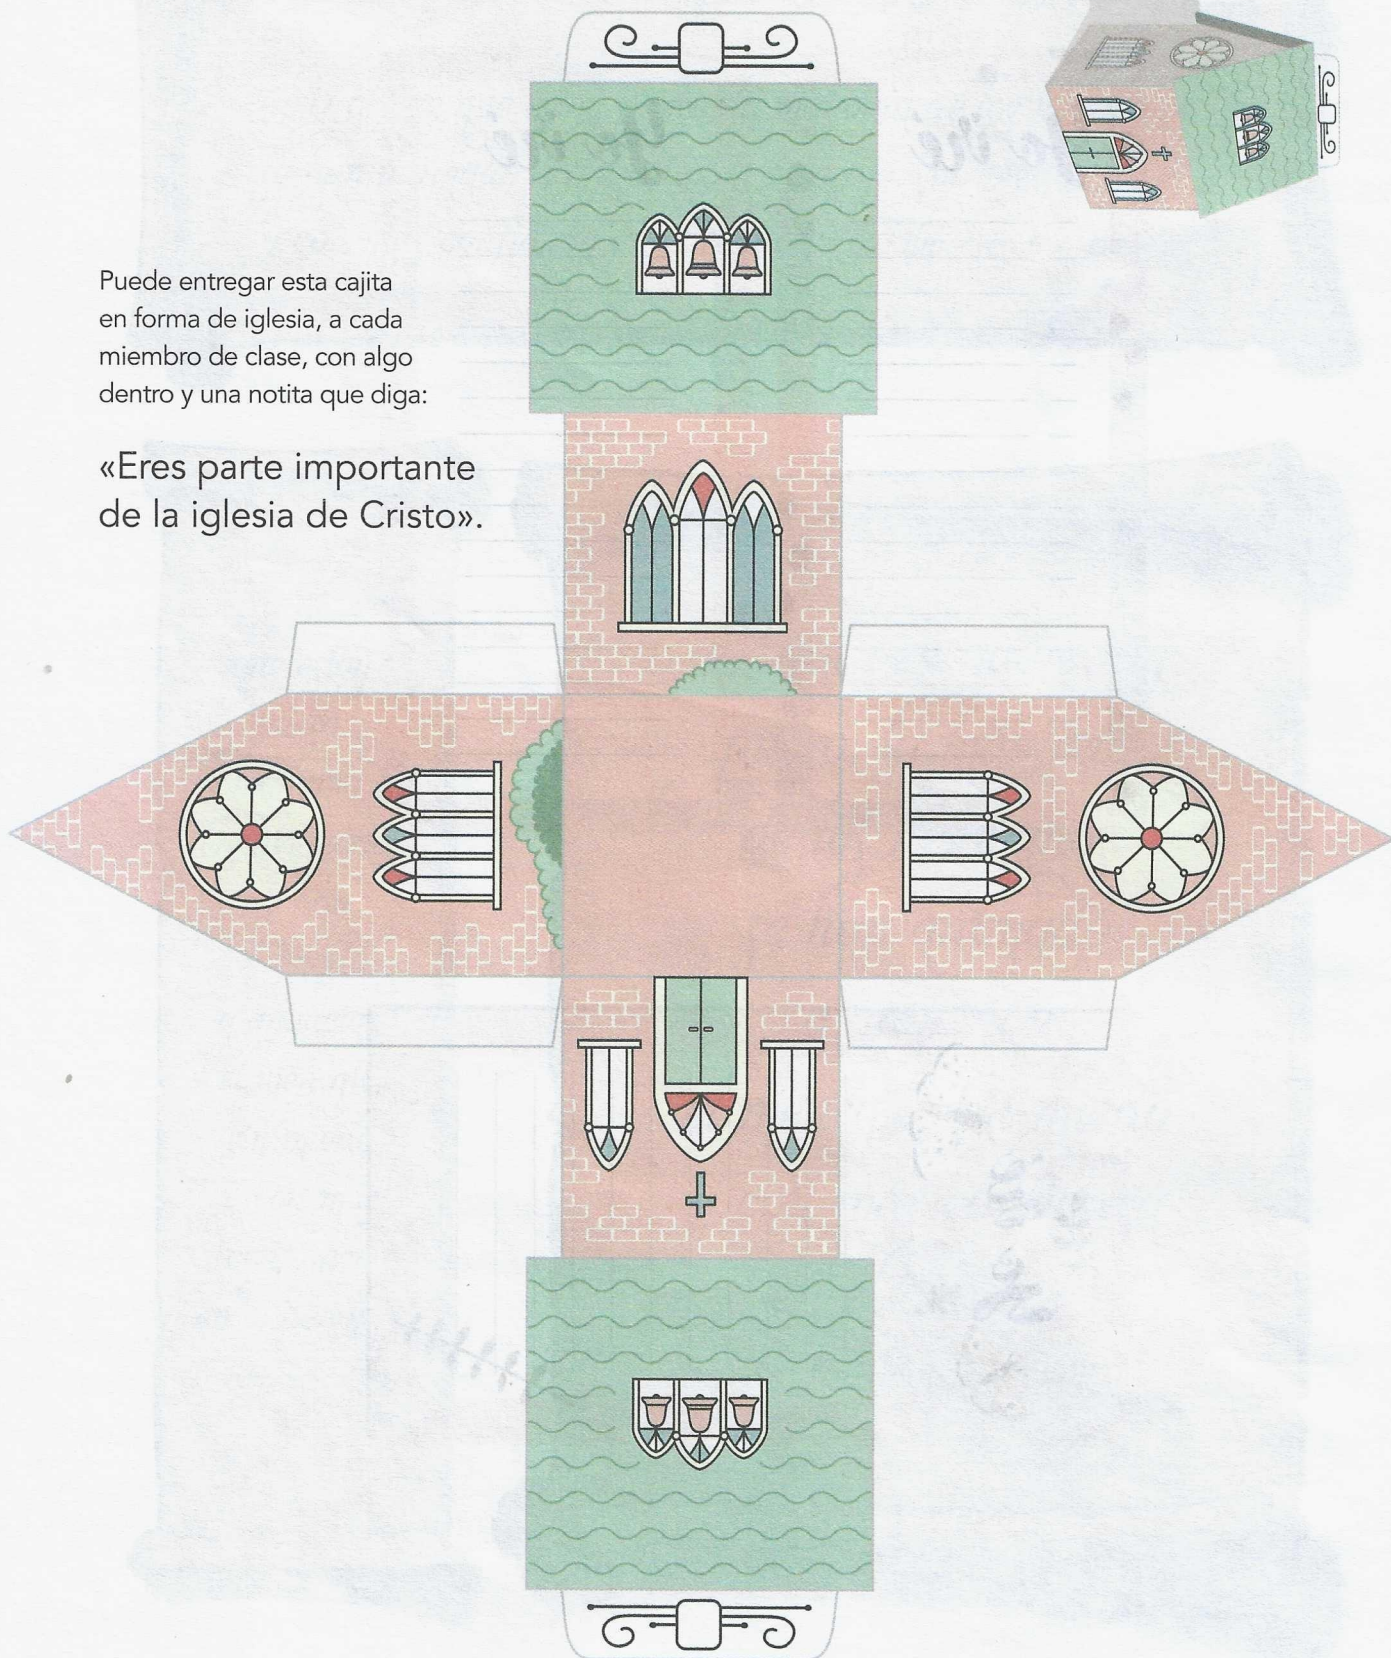 Puede entregar esta cajita
en forma de iglesia, a cada
miembro de clase, con algo
dentro y una notita que diga:
«Eres parte importante
de la iglesia de Cristo».